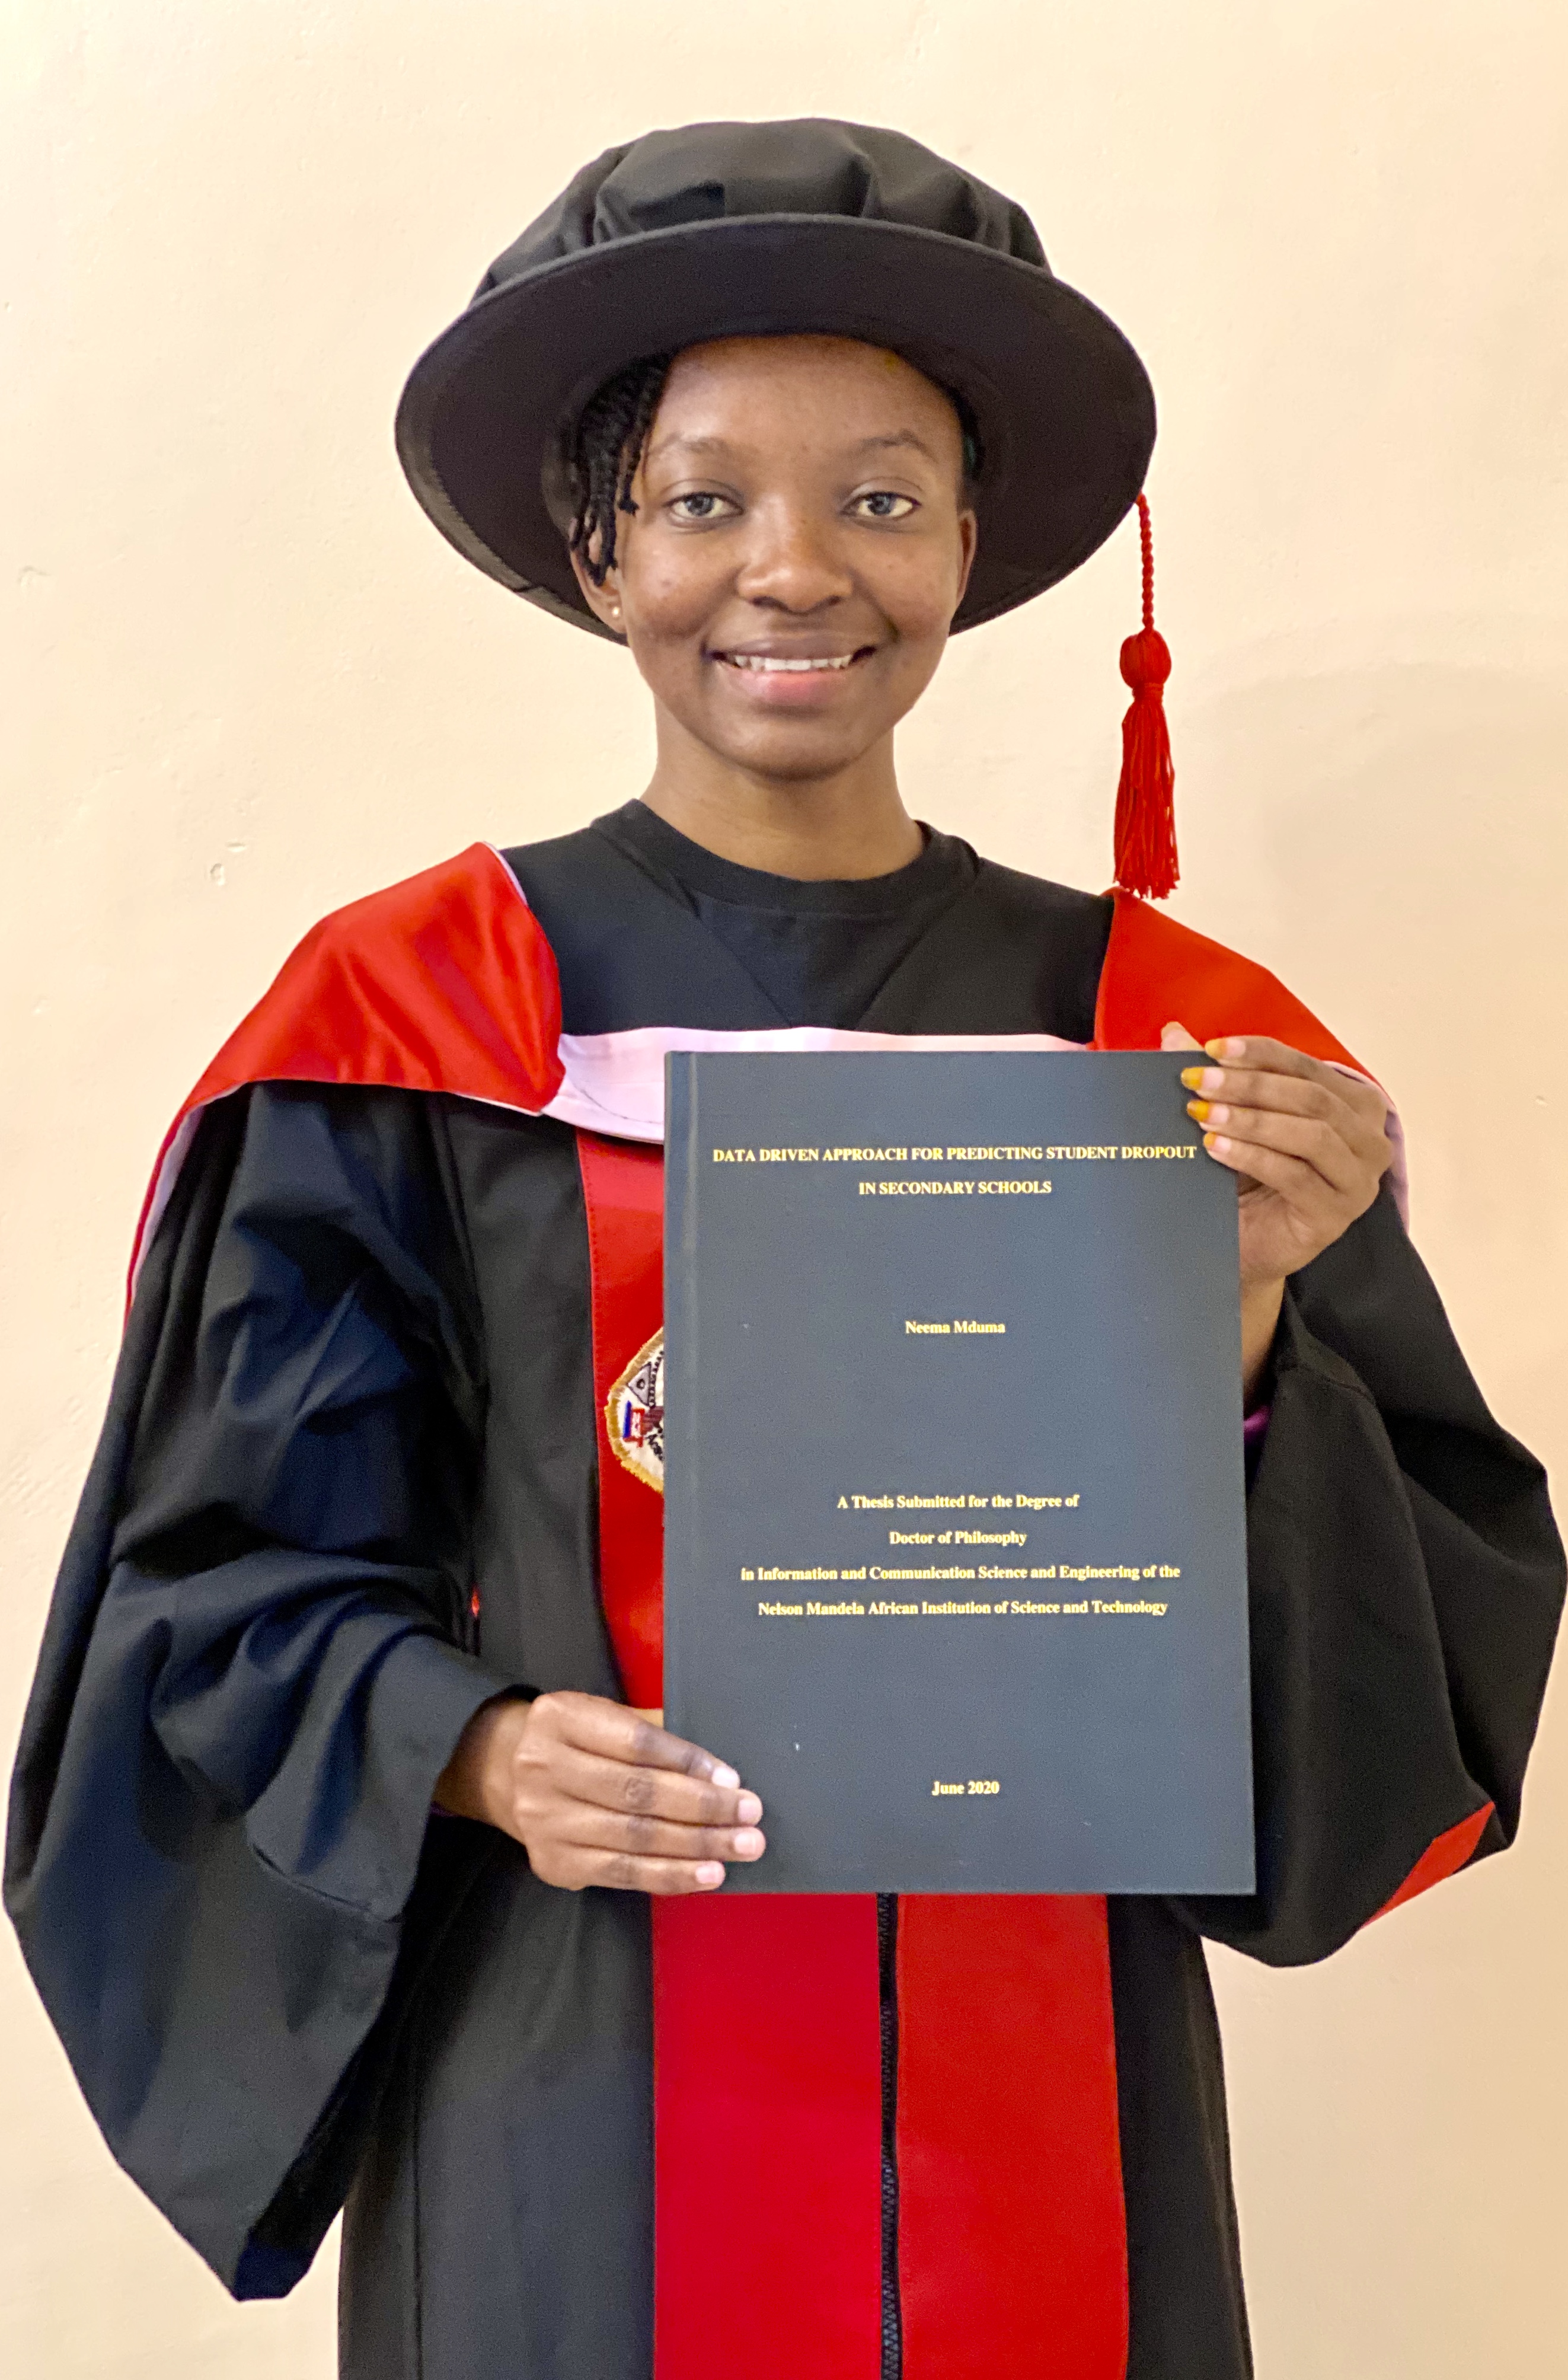 DATA DRIVEN APPROACH FOR PREDICTING STUDENT DROPOUT
IN SECONDARY SCHOOLS
Neema Mduma
A Thesis Submitted for the Degree of
Doctor of Philosophy
in Information and Communication Science and Engineering of the
Nelson Mandela African Institution of Science and Technology
June 2020